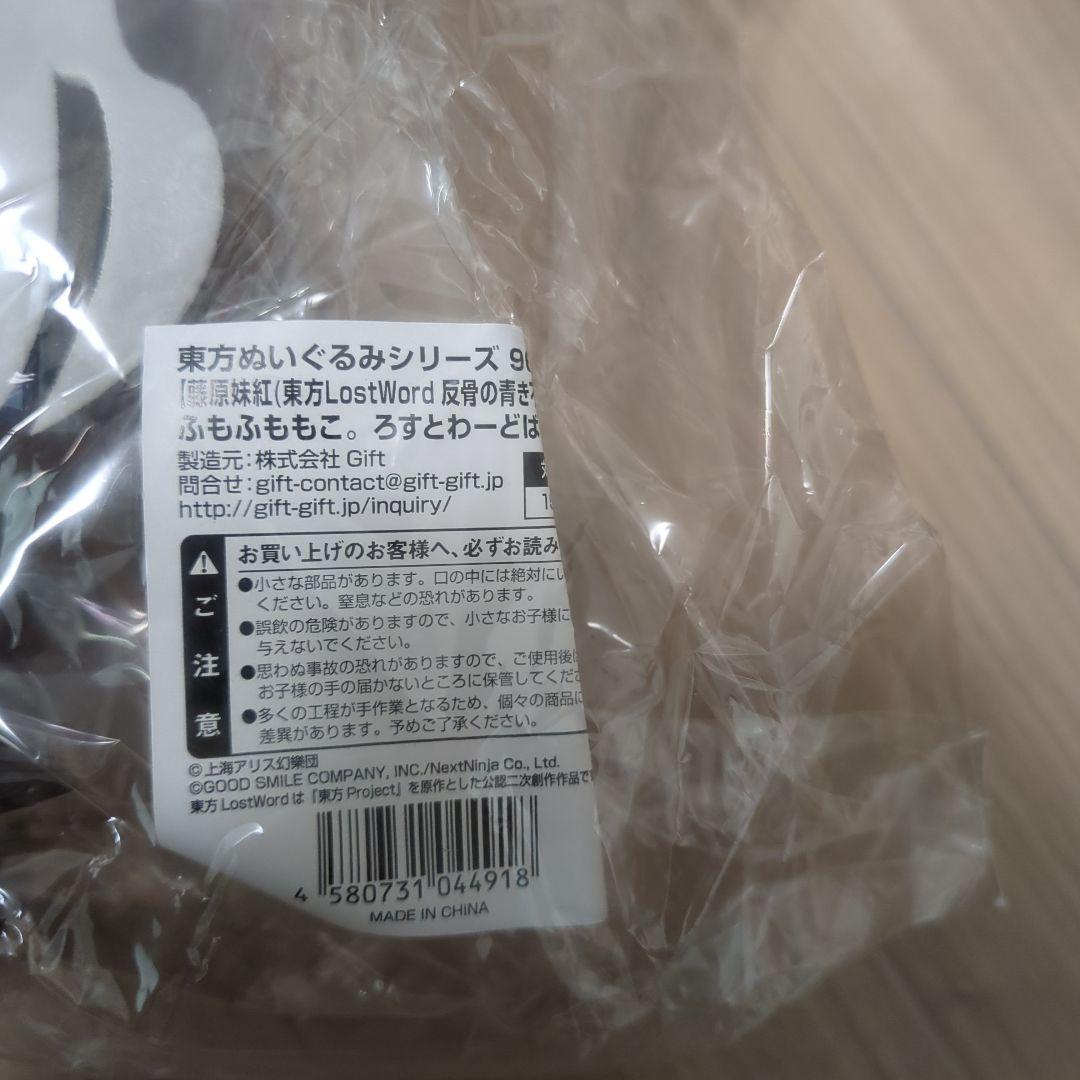 東方ぬいぐるみシリーズ 9
【藤原妹紅(東方LostWord 反骨の青き
ふもふももこ。ろすとわーどば
製造元：株式会社 Gift
問合せ：gift-contact@gift-gift.jp
http://gift-gift.jp/inquiry/
ご注意
お買い上げのお客様へ、必ずお読み
●小さな部品があります。口の中には絶対に
ください。窒息などの恐れがあります。
●誤飲の危険がありますので、小さなお子様に
与えないでください。
●思わぬ事故の恐れがありますので、ご使用後
お子様の手の届かないところに保管してくだ
●多くの工程が手作業となるため、個々の商品に
差異があります。予めご了承ください。
©上海アリス幻樂団
©GOOD SMILE COMPANY, INC./NextNinja Co., Ltd.
東方 LostWord は『東方 Project』を原作とした公認二次創作作品で
4 580731 044918
MADE IN CHINA